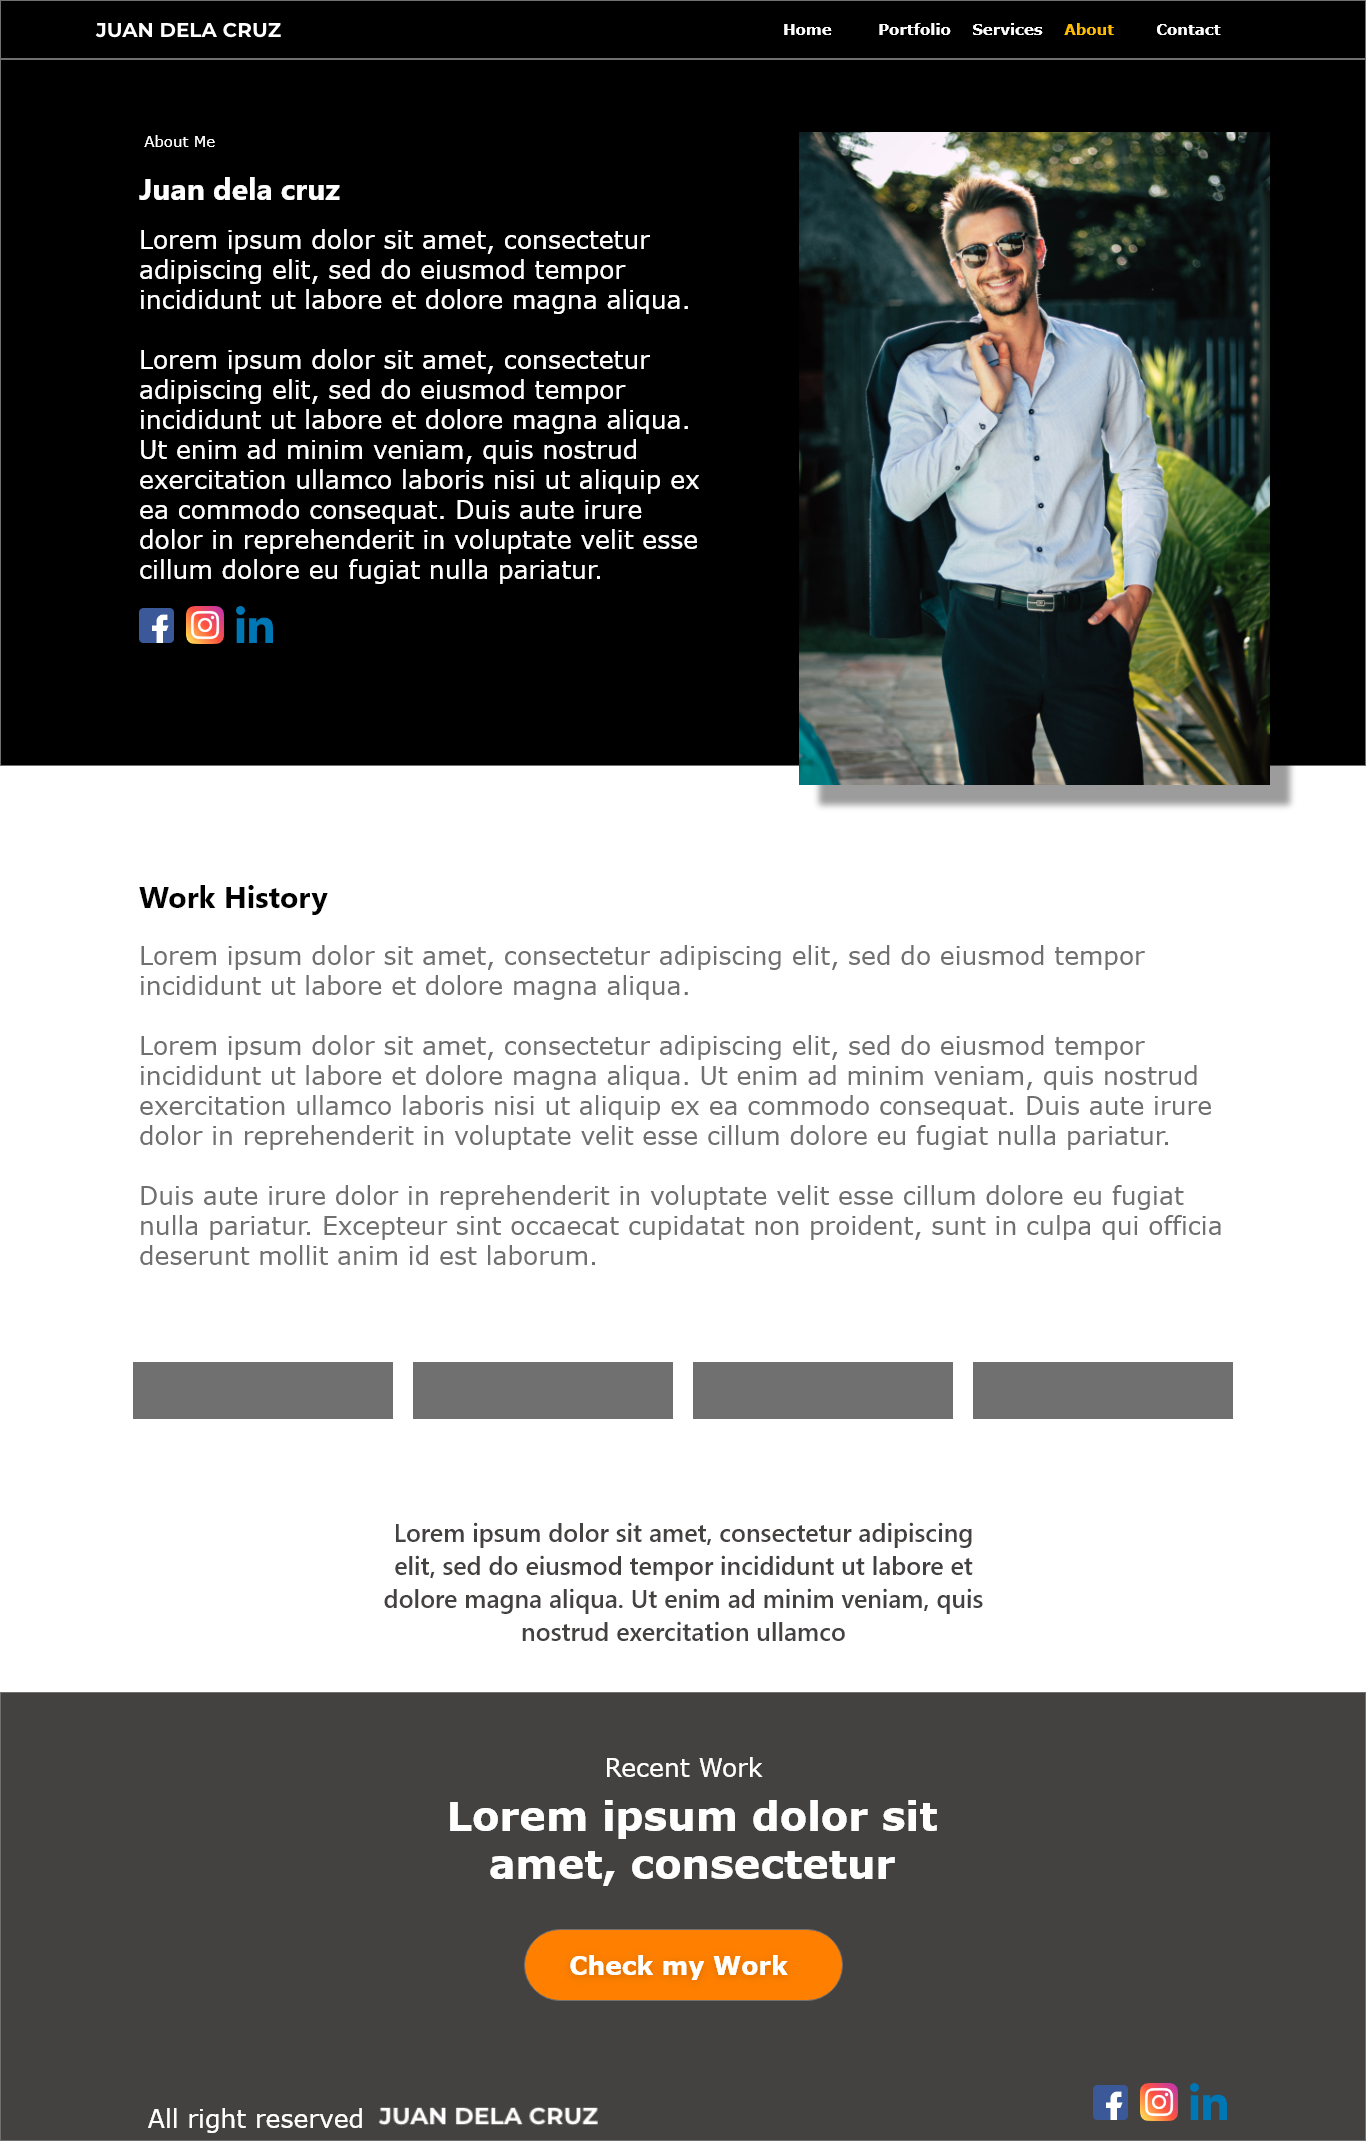 JUAN DELA CRUZ
Home Portfolio Services About Contact
About Me
Juan dela cruz
Lorem ipsum dolor sit amet, consectetur
adipiscing elit, sed do eiusmod tempor
incididunt ut labore et dolore magna aliqua.
Lorem ipsum dolor sit amet, consectetur
adipiscing elit, sed do eiusmod tempor
incididunt ut labore et dolore magna aliqua.
Ut enim ad minim veniam, quis nostrud
exercitation ullamco laboris nisi ut aliquip ex
ea commodo consequat. Duis aute irure
dolor in reprehenderit in voluptate velit esse
cillum dolore eu fugiat nulla pariatur.
Work History
Lorem ipsum dolor sit amet, consectetur adipiscing elit, sed do eiusmod tempor
incididunt ut labore et dolore magna aliqua.
Lorem ipsum dolor sit amet, consectetur adipiscing elit, sed do eiusmod tempor
incididunt ut labore et dolore magna aliqua. Ut enim ad minim veniam, quis nostrud
exercitation ullamco laboris nisi ut aliquip ex ea commodo consequat. Duis aute irure
dolor in reprehenderit in voluptate velit esse cillum dolore eu fugiat nulla pariatur.
Duis aute irure dolor in reprehenderit in voluptate velit esse cillum dolore eu fugiat
nulla pariatur. Excepteur sint occaecat cupidatat non proident, sunt in culpa qui officia
deserunt mollit anim id est laborum.
Lorem ipsum dolor sit amet, consectetur adipiscing
elit, sed do eiusmod tempor incididunt ut labore et
dolore magna aliqua. Ut enim ad minim veniam, quis
nostrud exercitation ullamco
Recent Work
Lorem ipsum dolor sit
amet, consectetur
Check my Work
All right reserved JUAN DELA CRUZ